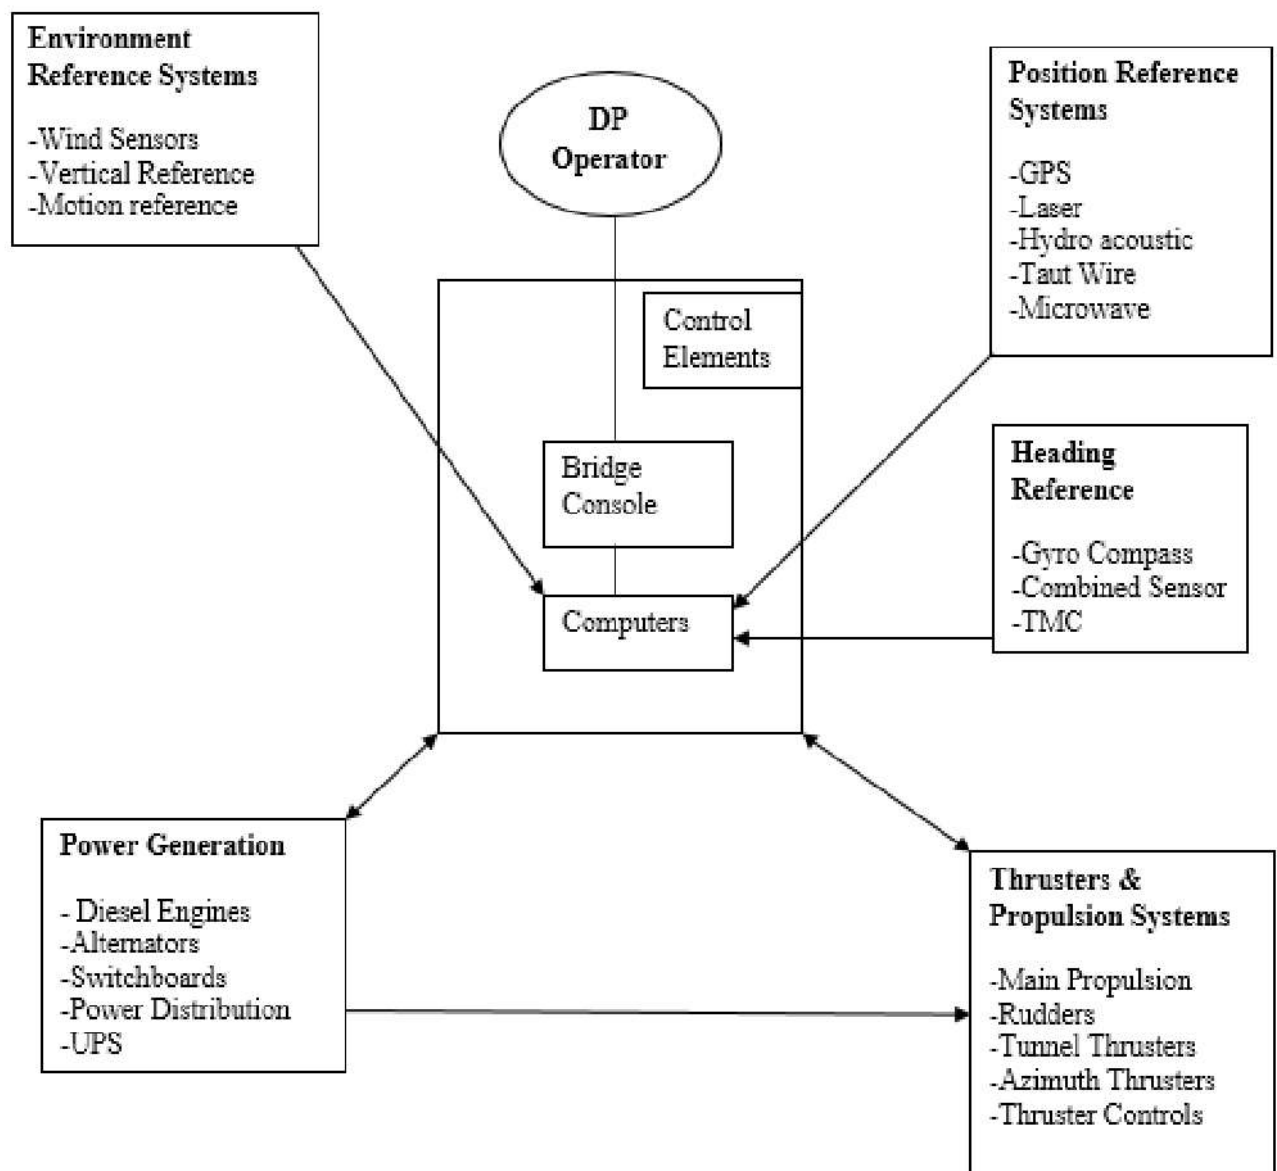 Environment
Reference Systems
-Wind Sensors
-Vertical Reference
-Motion reference
DP
Operator
Position Reference
Systems
-GPS
-Laser
-Hydro acoustic
-Taut Wire
-Microwave
Control
Elements
Bridge
Console
Computers
Heading
Reference
-Gyro Compass
-Combined Sensor
-TMC
Power Generation
- Diesel Engines
-Alternators
-Switchboards
-Power Distribution
-UPS
Thrusters &
Propulsion Systems
-Main Propulsion
-Rudders
-Tunnel Thrusters
-Azimuth Thrusters
-Thruster Controls